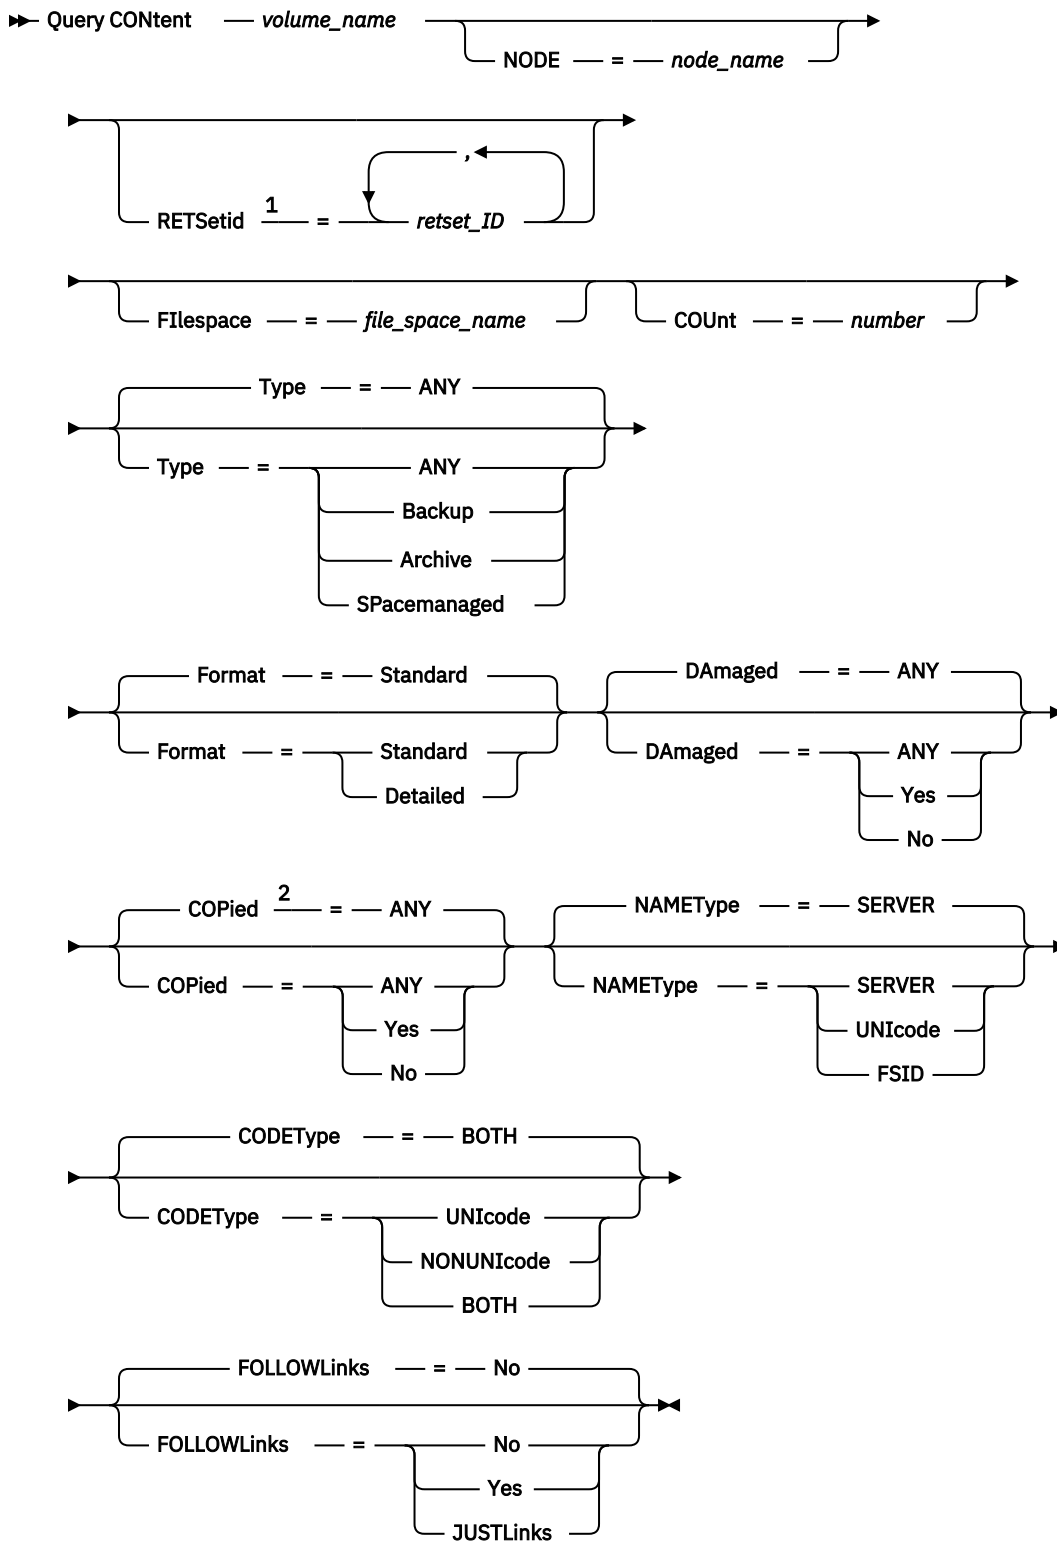 Query CONtent volume_name
NODE = node_name
,
RETSetid 1 = retset_ID
FIlespace = file_space_name COUnt = number
Type = ANY
Type = ANY
Backup
Archive
SPacemanaged
Format = Standard DAmaged = ANY
Format = Standard DAmaged = ANY
Detailed Yes
No
COPied 2 = ANY NAMEType = SERVER
COPied = ANY NAMEType = SERVER
Yes UNIcode
No FSID
CODEType = BOTH
CODEType = UNIcode
NONUNIcode
BOTH
FOLLOWLinks = No
FOLLOWLinks = No
Yes
JUSTLinks